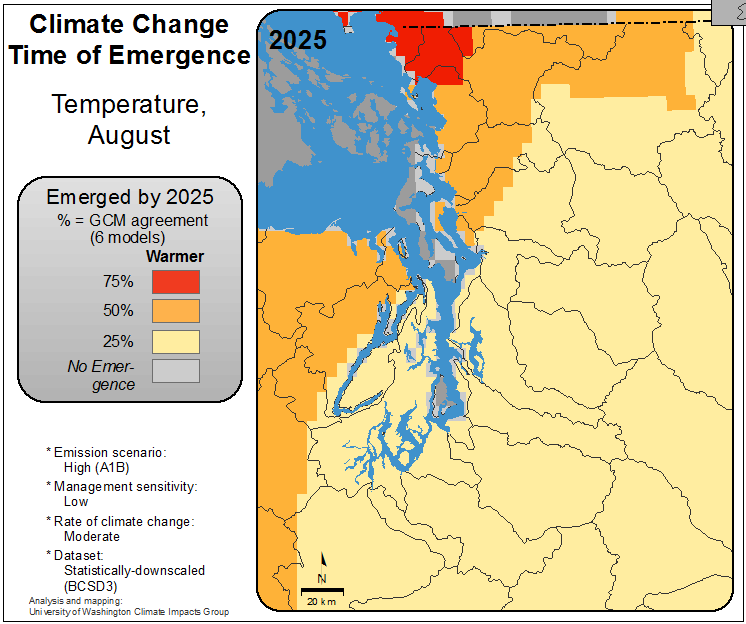 Climate Change
Time of Emergence
Temperature,
August
Emerged by 2025
% = GCM agreement
(6 models)
Warmer
75%
50%
25%
No Emer-
gence
* Emission scenario:
High (A1B)
* Management sensitivity:
Low
* Rate of climate change:
Moderate
* Dataset:
Statistically-downscaled
(BCSD3)
Analysis and mapping:
University of Washington Climate Impacts Group
2025
N
20 km